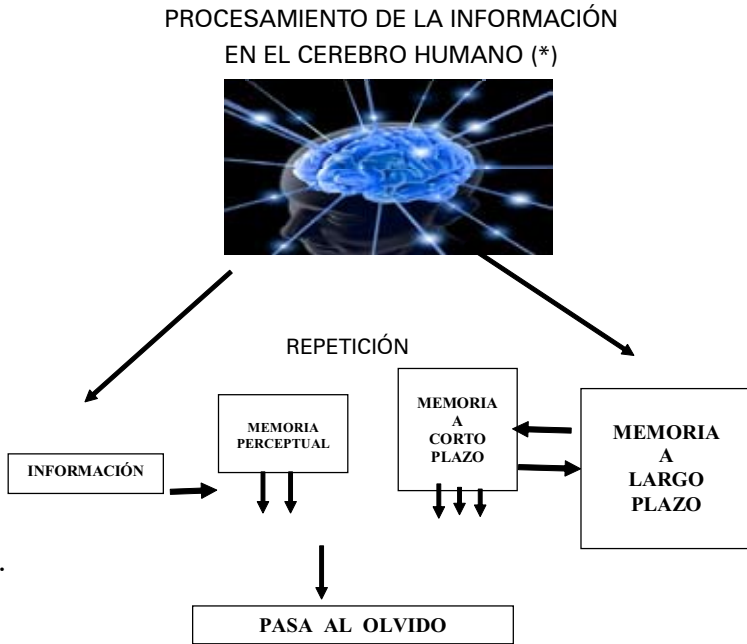 PROCESAMIENTO DE LA INFORMACIÓN
EN EL CEREBRO HUMANO (*)
REPETICIÓN
INFORMACIÓN
MEMORIA
PERCEPTUAL
MEMORIA
A
CORTO
PLAZO
MEMORIA
A
LARGO
PLAZO
.
PASA AL OLVIDO